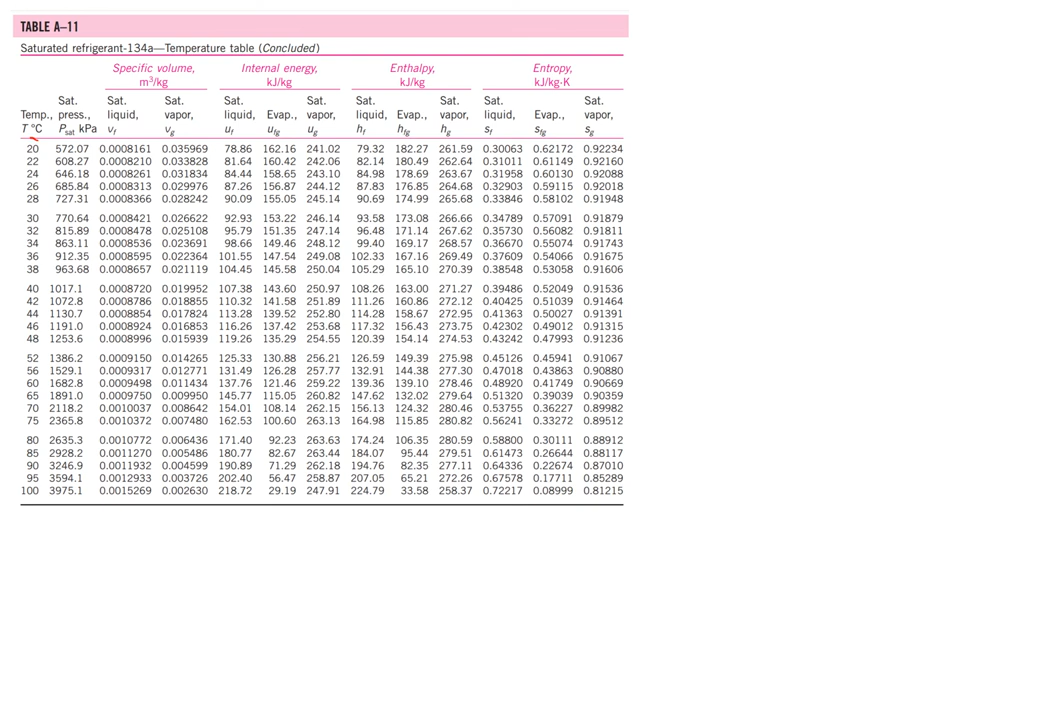 TABLE A–11
Saturated refrigerant-134a—Temperature table (Concluded)
Specific volume, Internal energy, Enthalpy, Entropy,
m³/kg kJ/kg kJ/kg kJ/kg·K
Sat. Sat. Sat. Sat. Sat. Sat. Sat. Sat. Sat.
Temp., press., liquid, vapor, liquid, Evap., vapor, liquid, Evap., vapor, liquid, Evap., vapor,
T °C Psat kPa vf vg uf ufg ug hf hfg hg sf sfg sg
20 572.07 0.0008161 0.035969 78.86 162.16 241.02 79.32 182.27 261.59 0.30063 0.62172 0.92234
22 608.27 0.0008210 0.033828 81.64 160.42 242.06 82.14 180.49 262.64 0.31011 0.61149 0.92160
24 646.18 0.0008261 0.031834 84.44 158.65 243.10 84.98 178.69 263.67 0.31958 0.60130 0.92088
26 685.84 0.0008313 0.029976 87.26 156.87 244.12 87.83 176.85 264.68 0.32903 0.59115 0.92018
28 727.31 0.0008366 0.028242 90.09 155.05 245.14 90.69 174.99 265.68 0.33846 0.58102 0.91948
30 770.64 0.0008421 0.026622 92.93 153.22 246.14 93.58 173.08 266.66 0.34789 0.57091 0.91879
32 815.89 0.0008478 0.025108 95.79 151.35 247.14 96.48 171.14 267.62 0.35730 0.56082 0.91811
34 863.11 0.0008536 0.023691 98.66 149.46 248.12 99.40 169.17 268.57 0.36670 0.55074 0.91743
36 912.35 0.0008595 0.022364 101.55 147.54 249.08 102.33 167.16 269.49 0.37609 0.54066 0.91675
38 963.68 0.0008657 0.021119 104.45 145.58 250.04 105.29 165.10 270.39 0.38548 0.53058 0.91606
40 1017.1 0.0008720 0.019952 107.38 143.60 250.97 108.26 163.00 271.27 0.39486 0.52049 0.91536
42 1072.8 0.0008786 0.018855 110.32 141.58 251.89 111.26 160.86 272.12 0.40425 0.51039 0.91464
44 1130.7 0.0008854 0.017824 113.28 139.52 252.80 114.28 158.67 272.95 0.41363 0.50027 0.91391
46 1191.0 0.0008924 0.016853 116.26 137.42 253.68 117.32 156.43 273.75 0.42302 0.49012 0.91315
48 1253.6 0.0008996 0.015939 119.26 135.29 254.55 120.39 154.14 274.53 0.43242 0.47993 0.91236
52 1386.2 0.0009150 0.014265 125.33 130.88 256.21 126.59 149.39 275.98 0.45126 0.45941 0.91067
56 1529.1 0.0009317 0.012771 131.49 126.28 257.77 132.91 144.38 277.30 0.47018 0.43863 0.90880
60 1682.8 0.0009498 0.011434 137.76 121.46 259.22 139.36 139.10 278.46 0.48920 0.41749 0.90669
65 1891.0 0.0009750 0.009950 145.77 115.05 260.82 147.62 132.02 279.64 0.51320 0.39039 0.90359
70 2118.2 0.0010037 0.008642 154.01 108.14 262.15 156.13 124.32 280.46 0.53755 0.36227 0.89982
75 2365.8 0.0010372 0.007480 162.53 100.60 263.13 164.98 115.85 280.82 0.56241 0.33272 0.89512
80 2635.3 0.0010772 0.006436 171.40 92.23 263.63 174.24 106.35 280.59 0.58800 0.30111 0.88912
85 2928.2 0.0011270 0.005486 180.77 82.67 263.44 184.07 95.44 279.51 0.61473 0.26644 0.88117
90 3246.9 0.0011932 0.004599 190.89 71.29 262.18 194.76 82.35 277.11 0.64336 0.22674 0.87010
95 3594.1 0.0012933 0.003726 202.40 56.47 258.87 207.05 65.21 272.26 0.67578 0.17711 0.85289
100 3975.1 0.0015269 0.002630 218.72 29.19 247.91 224.79 33.58 258.37 0.72217 0.08999 0.81215